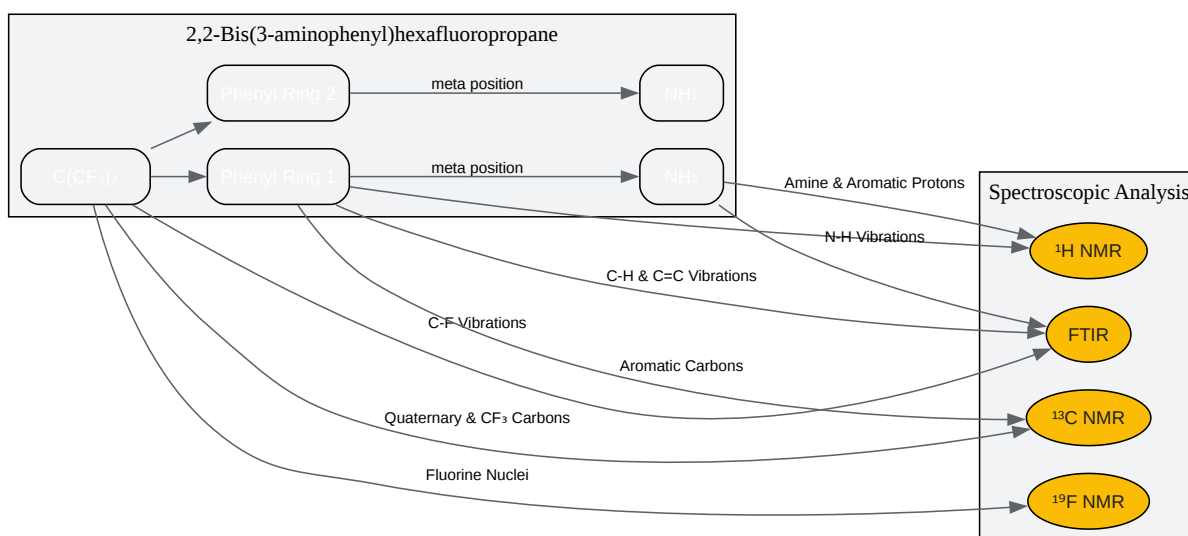 2,2-Bis(3-aminophenyl)hexafluoropropane
Phenyl Ring 2
meta position
NH₂
C(CF₃)₂
Phenyl Ring 1
meta position
NH₂
Amine & Aromatic Protons
Spectroscopic Analysis
N-H Vibrations
¹H NMR
C-H & C=C Vibrations
C-F Vibrations
FTIR
Aromatic Carbons
Quaternary & CF₃ Carbons
¹³C NMR
Fluorine Nuclei
¹⁹F NMR